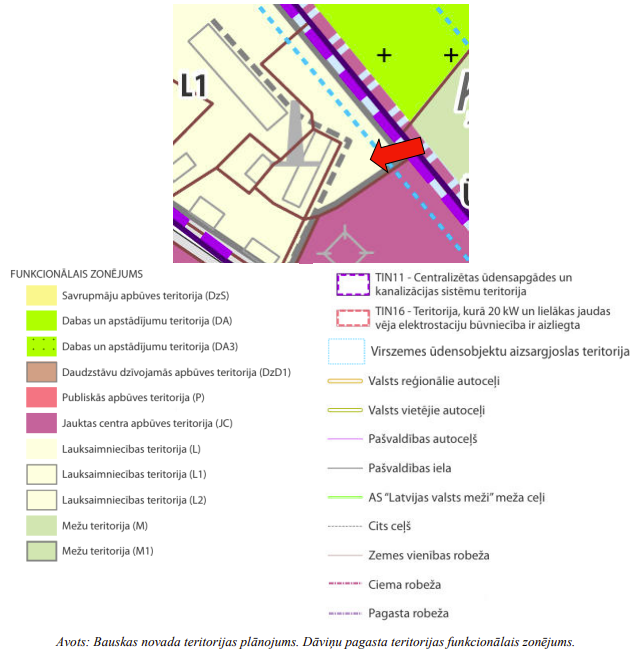 L1
FUNKCIONĀLAIS ZONĒJUMS
Savrupmāju apbūves teritorija (DzS)
Dabas un apstādījumu teritorija (DA)
Dabas un apstādījumu teritorija (DA3)
Daudzstāvu dzīvojamās apbūves teritorija (DzD1)
Publiskās apbūves teritorija (P)
Jauktas centra apbūves teritorija (JC)
Lauksaimniecības teritorija (L)
Lauksaimniecības teritorija (L1)
Lauksaimniecības teritorija (L2)
Mežu teritorija (M)
Mežu teritorija (M1)
TIN11 - Centralizētas ūdensapgādes un
kanalizācijas sistēmu teritorija
TIN16 - Teritorija, kurā 20 kW un lielākas jaudas
vēja elektrostaciju būvniecība ir aizliegta
Virszemes ūdensobjektu aizsargjoslas teritorija
Valsts reģionālie autoceļi
Valsts vietējie autoceļi
Pašvaldības autoceļš
Pašvaldības iela
AS “Latvijas valsts meži” meža ceļi
Cits ceļš
Zemes vienības robeža
Ciema robeža
Pagasta robeža
Avots: Bauskas novada teritorijas plānojums. Dāviņu pagasta teritorijas funkcionālais zonējums.